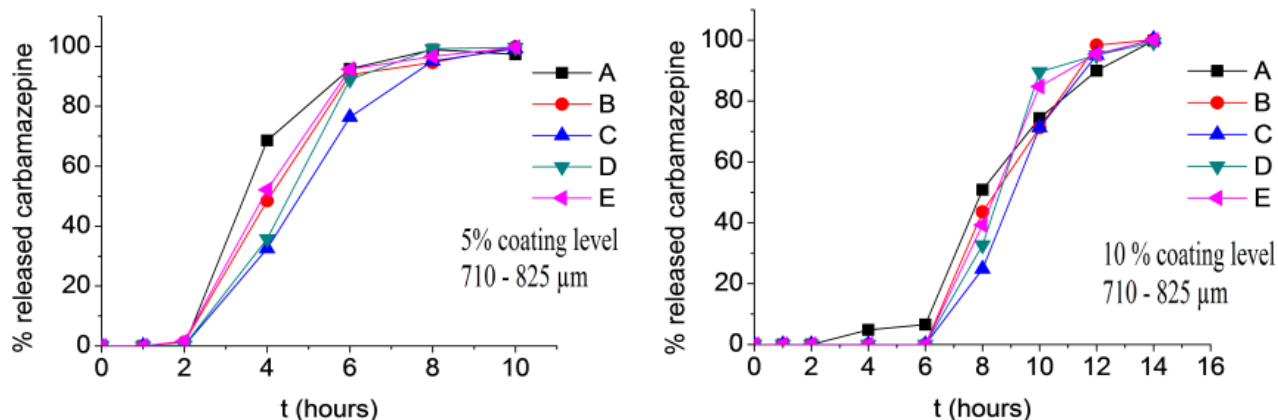 % released carbamazepine
100
80
60
40
20
0
0 2 4 6 8 10
t (hours)
A
B
C
D
E
5% coating level
710 - 825 µm
% released carbamazepine
100
80
60
40
20
0
0 2 4 6 8 10 12 14 16
t (hours)
A
B
C
D
E
10 % coating level
710 - 825 µm